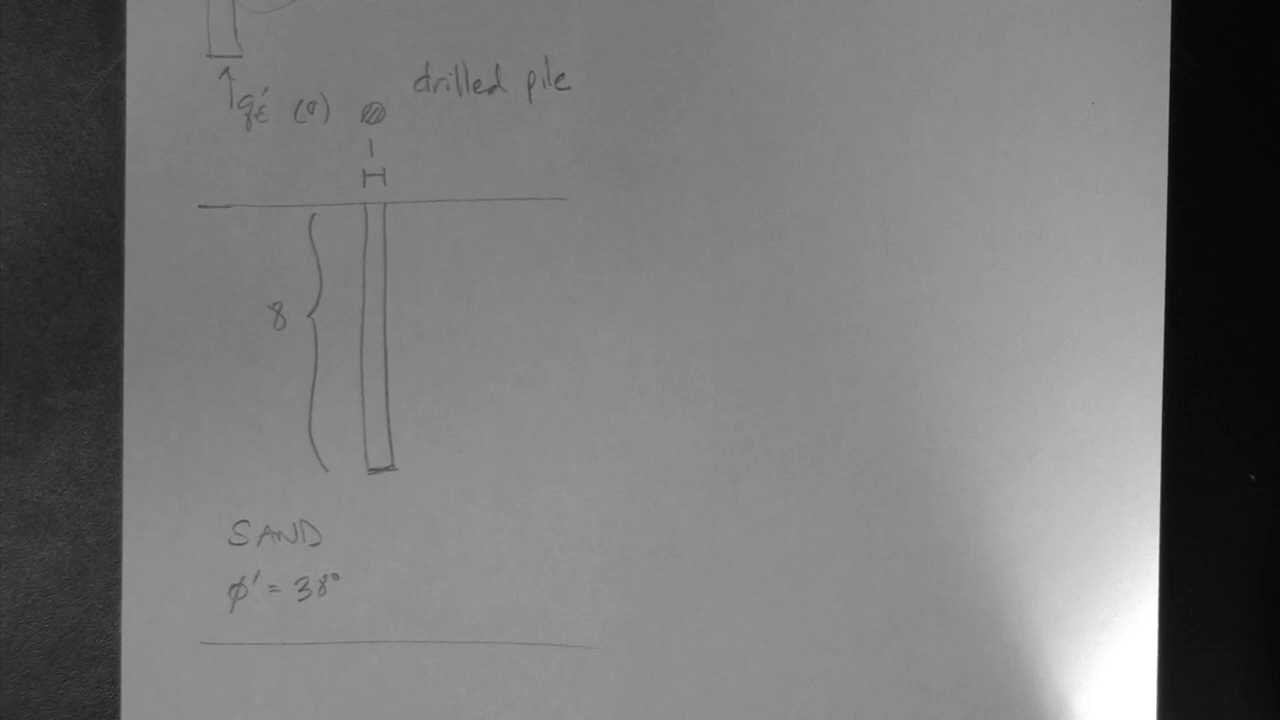 drilled pile
(0)
8
SAND
φ' = 38°